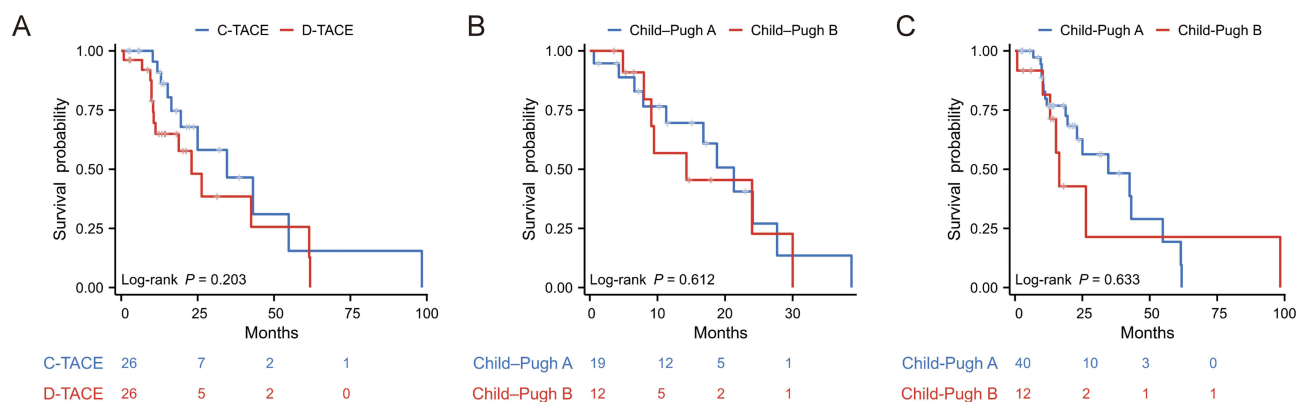 A
C-TACE D-TACE
Survival probability
1.00
0.75
0.50
0.25
0.00
Log-rank P = 0.203
0 25 50 75 100
Months
C-TACE 26 7 2 1
D-TACE 26 5 2 0
B
Child–Pugh A Child–Pugh B
Survival probability
1.00
0.75
0.50
0.25
0.00
Log-rank P = 0.612
0 10 20 30
Months
Child–Pugh A 19 12 5 1
Child–Pugh B 12 5 2 1
C
Child-Pugh A Child-Pugh B
Survival probability
1.00
0.75
0.50
0.25
0.00
Log-rank P = 0.633
0 25 50 75 100
Months
Child-Pugh A 40 10 3 0
Child-Pugh B 12 2 1 1